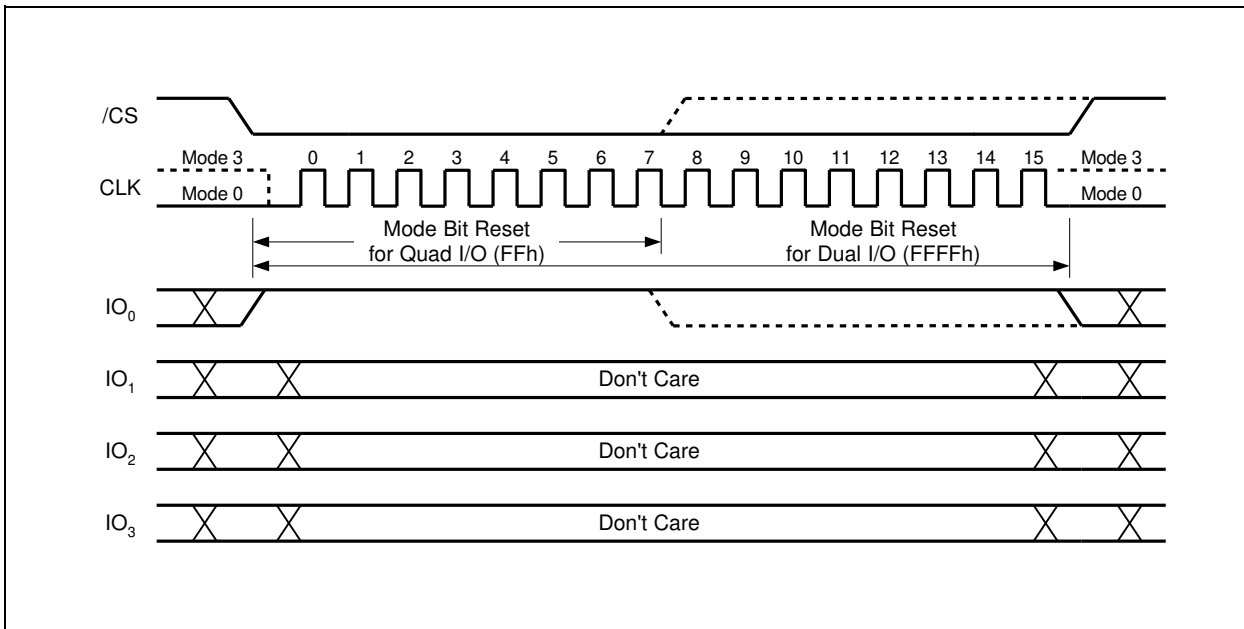 /CS
Mode 3 0 1 2 3 4 5 6 7 8 9 10 11 12 13 14 15 Mode 3
CLK
Mode 0 Mode 0
Mode Bit Reset Mode Bit Reset
for Quad I/O (FFh) for Dual I/O (FFFFh)
IO0
IO1 Don't Care
IO2 Don't Care
IO3 Don't Care